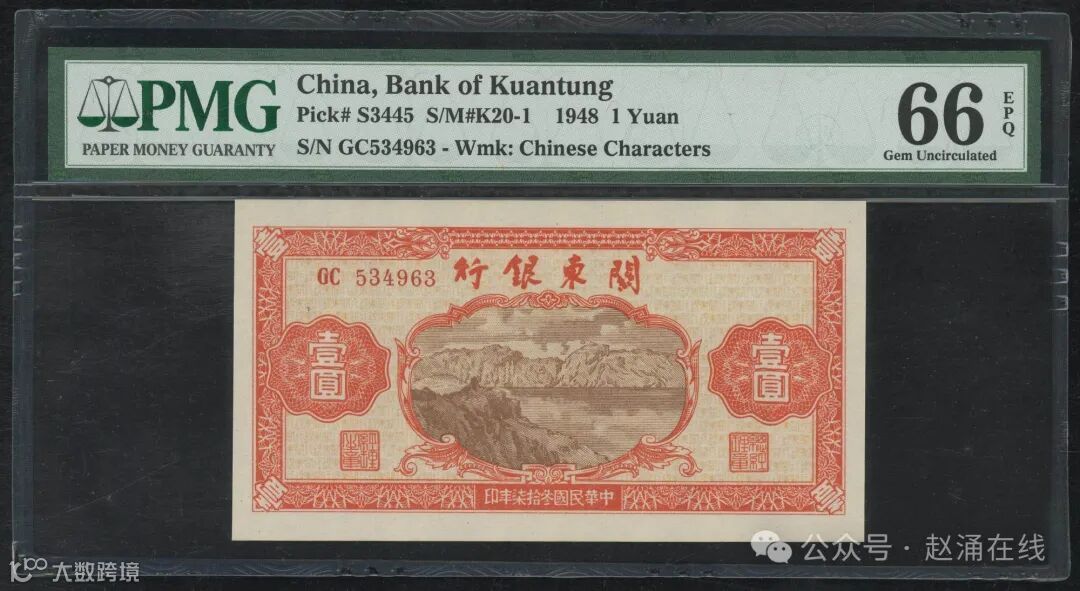 PMG
PAPER MONEY GUARANTY
China, Bank of Kuantung
Pick# S3445 S/M#K20-1 1948 1 Yuan
S/N GC534963 - Wmk: Chinese Characters
66
EPQ
Gem Uncirculated
關東銀行
GC 534963
壹圓
壹圓
中華民國叁拾柒年印
公众号 · 赵涌在线
大数跨境